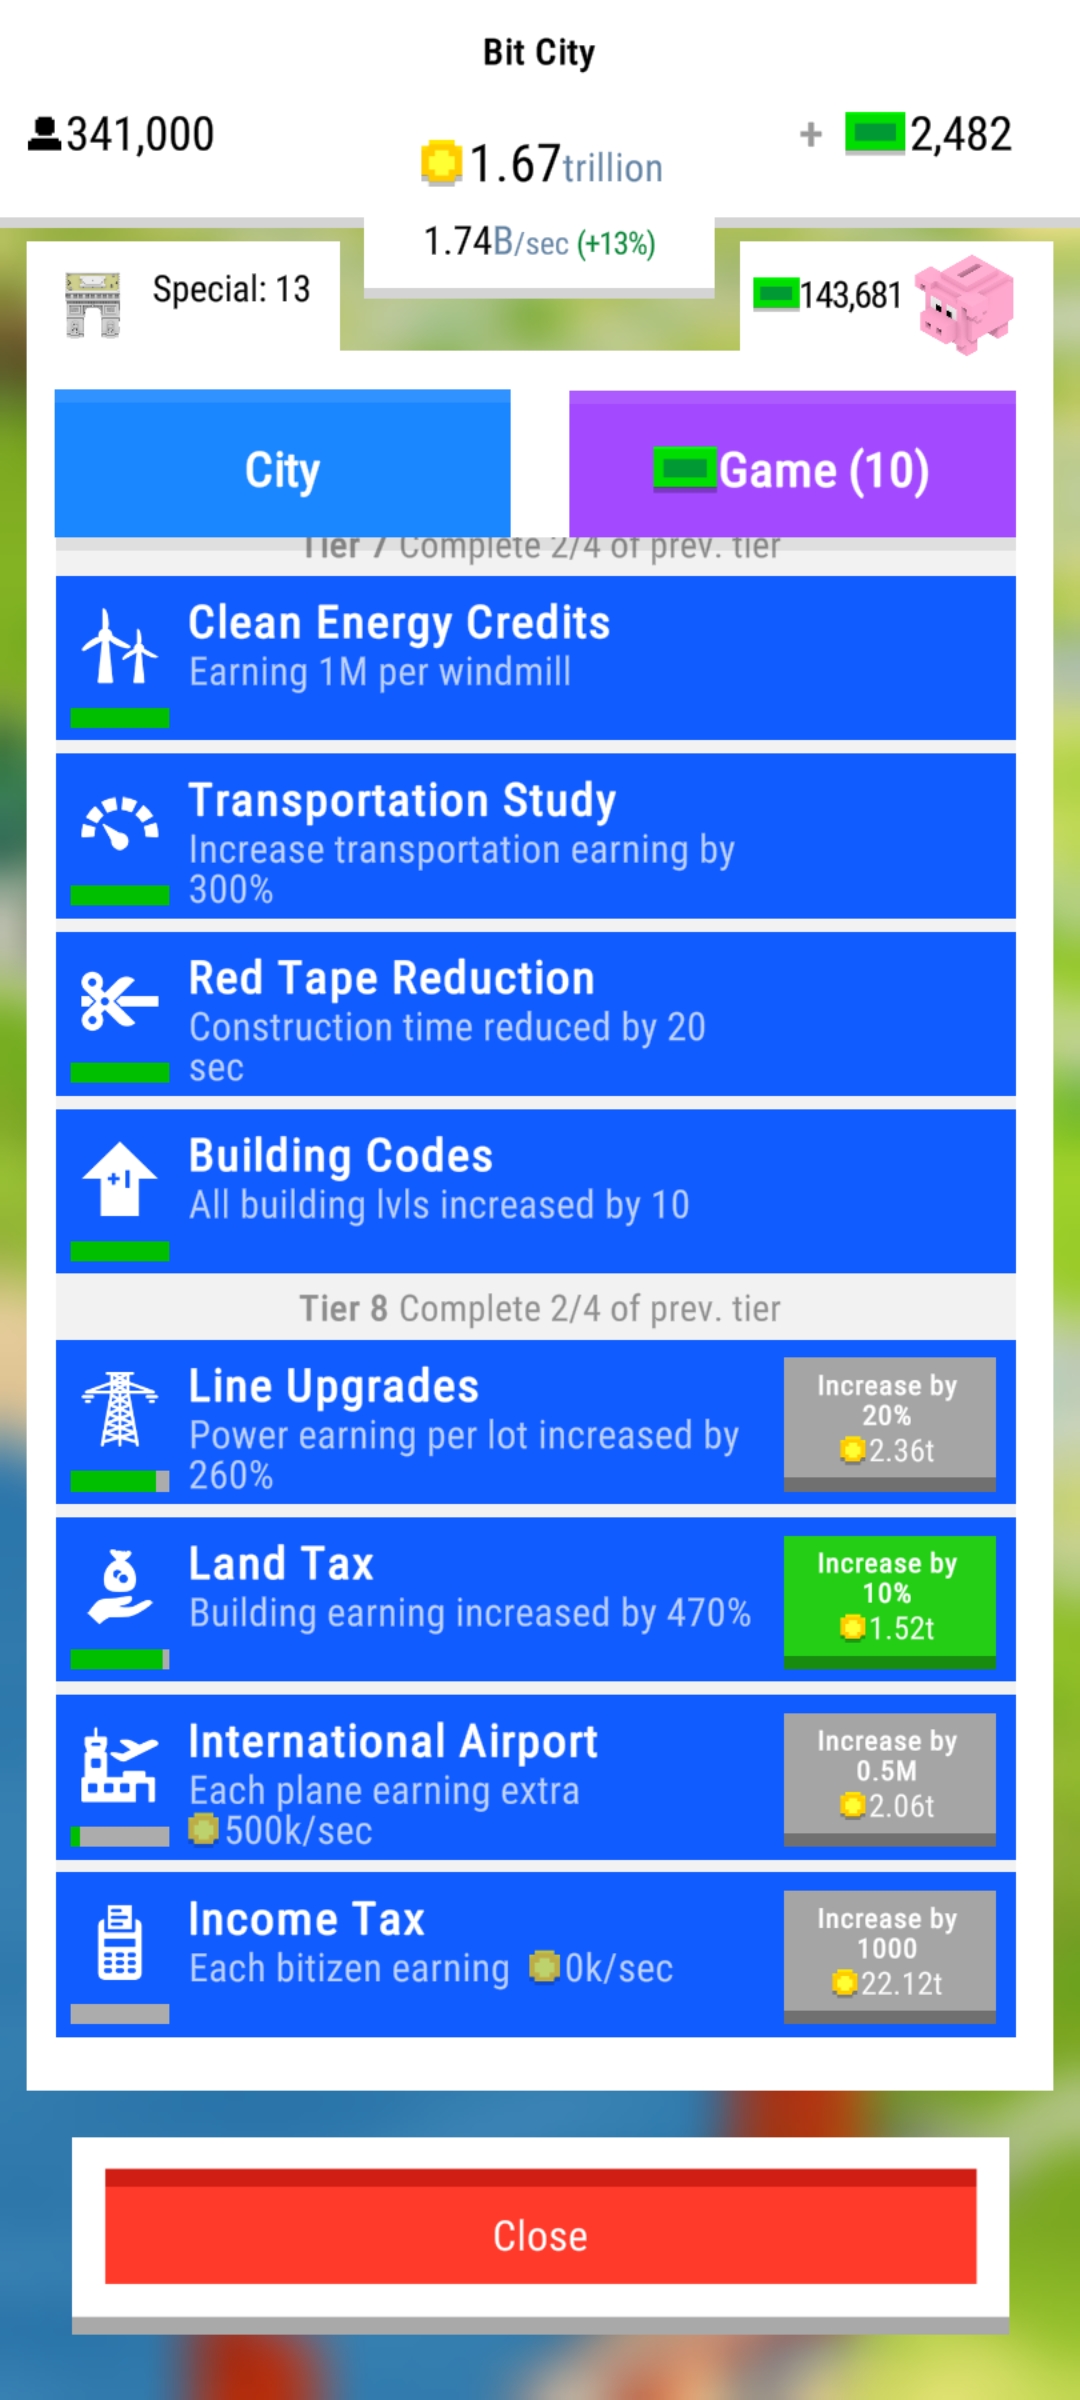 Bit City
341,000
1.67trillion
+ 2,482
1.74B/sec (+13%)
Special: 13
143,681
City
Game (10)
Tier 7 Complete 2/4 of prev. tier
Clean Energy Credits
Earning 1M per windmill
Transportation Study
Increase transportation earning by
300%
Red Tape Reduction
Construction time reduced by 20
sec
+1
Building Codes
All building lvls increased by 10
Tier 8 Complete 2/4 of prev. tier
Line Upgrades
Power earning per lot increased by
260%
Increase by
20%
2.36t
Land Tax
Building earning increased by 470%
Increase by
10%
1.52t
International Airport
Each plane earning extra
500k/sec
Increase by
0.5M
2.06t
Income Tax
Each bitizen earning 0k/sec
Increase by
1000
22.12t
Close